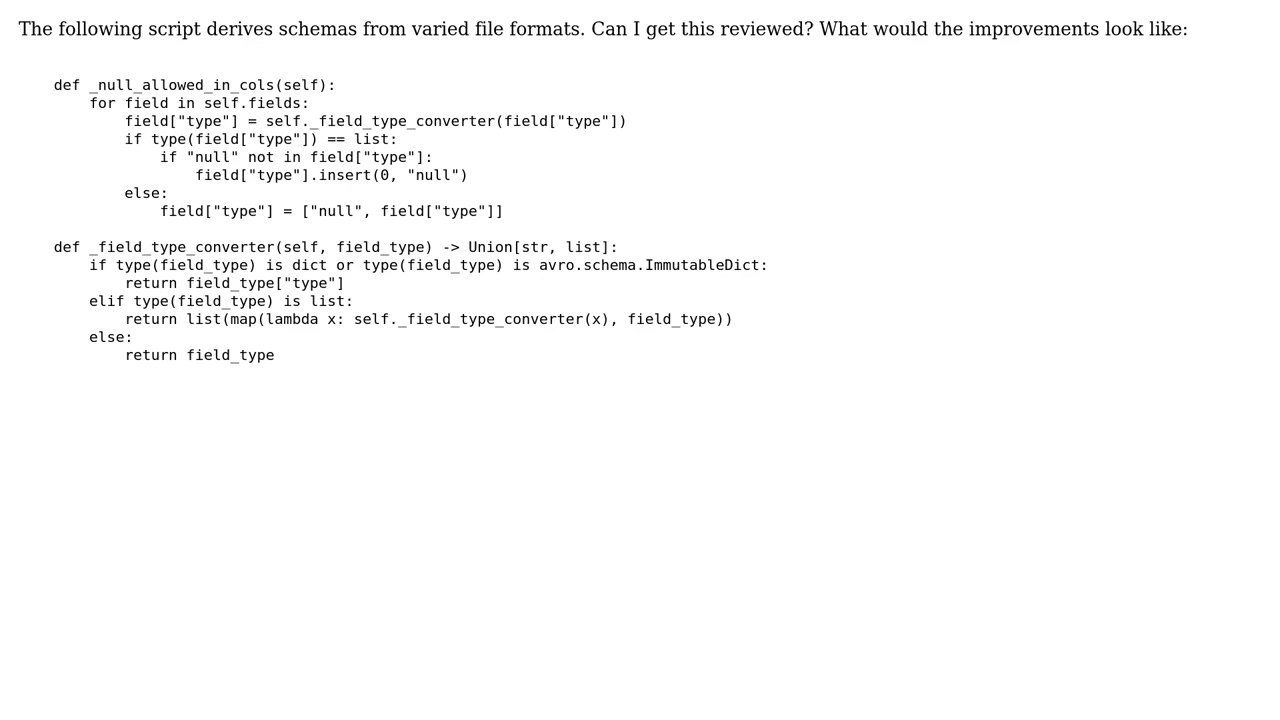 The following script derives schemas from varied file formats. Can I get this reviewed? What would the improvements look like:
def _null_allowed_in_cols(self):
    for field in self.fields:
        field["type"] = self._field_type_converter(field["type"])
        if type(field["type"]) == list:
            if "null" not in field["type"]:
                field["type"].insert(0, "null")
        else:
            field["type"] = ["null", field["type"]]

def _field_type_converter(self, field_type) -> Union[str, list]:
    if type(field_type) is dict or type(field_type) is avro.schema.ImmutableDict:
        return field_type["type"]
    elif type(field_type) is list:
        return list(map(lambda x: self._field_type_converter(x), field_type))
    else:
        return field_type